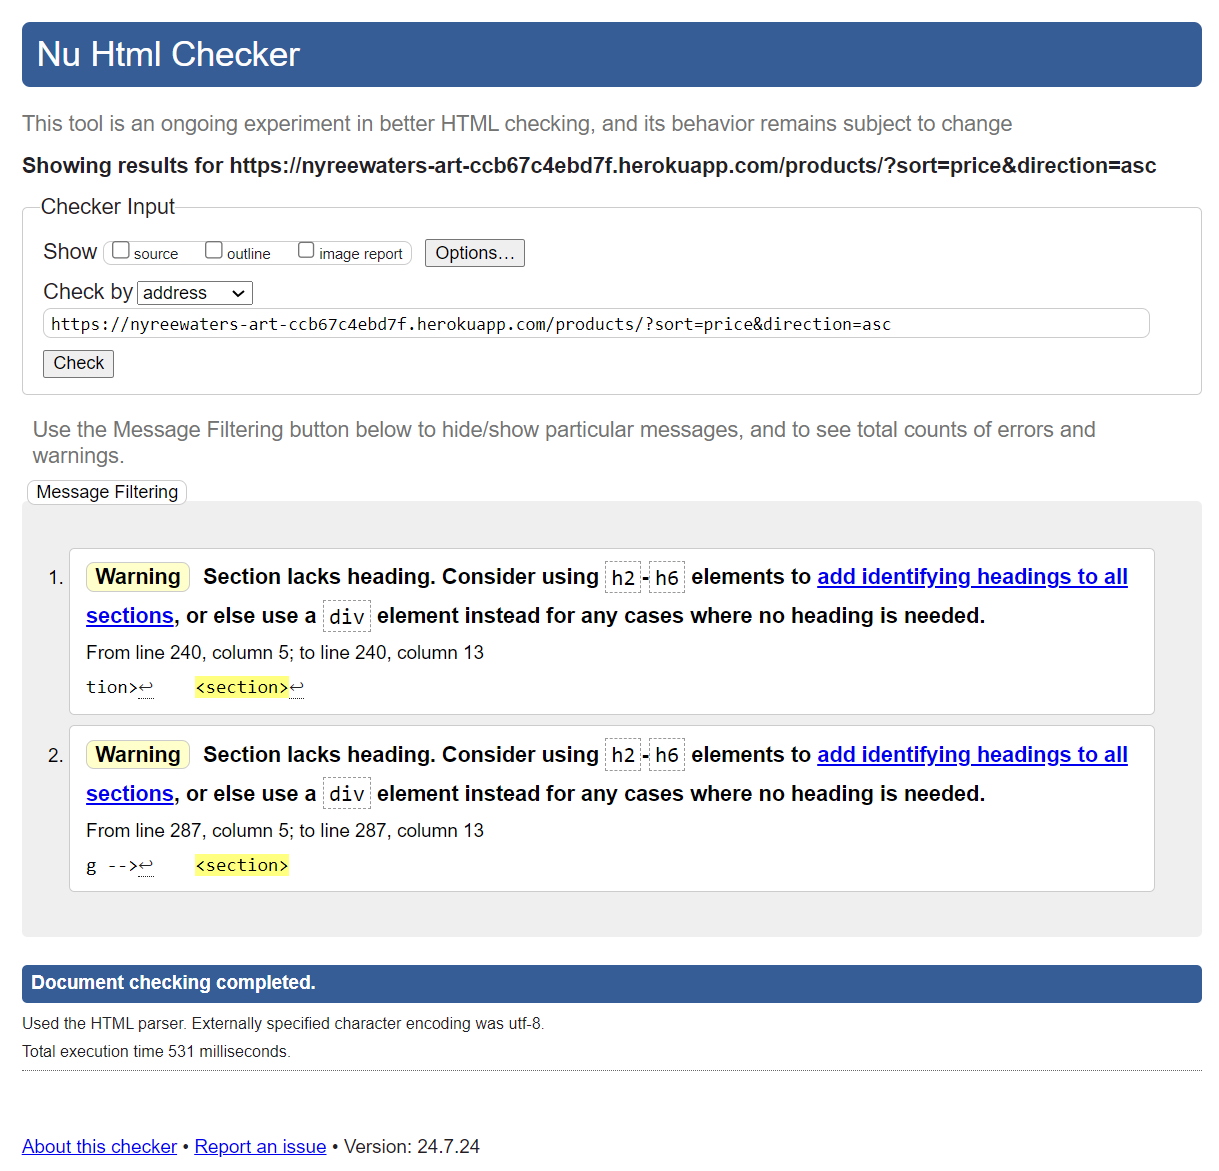 Nu Html Checker
This tool is an ongoing experiment in better HTML checking, and its behavior remains subject to change
Showing results for https://nyreewaters-art-ccb67c4ebd7f.herokuapp.com/products/?sort=price&direction=asc
Checker Input
Show source outline image report Options...
Check by address
https://nyreewaters-art-ccb67c4ebd7f.herokuapp.com/products/?sort=price&direction=asc
Check
Use the Message Filtering button below to hide/show particular messages, and to see total counts of errors and
warnings.
Message Filtering
1. Warning Section lacks heading. Consider using h2-h6 elements to add identifying headings to all
sections, or else use a div element instead for any cases where no heading is needed.
From line 240, column 5; to line 240, column 13
tion>↩ <section>↩
2. Warning Section lacks heading. Consider using h2-h6 elements to add identifying headings to all
sections, or else use a div element instead for any cases where no heading is needed.
From line 287, column 5; to line 287, column 13
g -->↩ <section>
Document checking completed.
Used the HTML parser. Externally specified character encoding was utf-8.
Total execution time 531 milliseconds.
About this checker • Report an issue • Version: 24.7.24